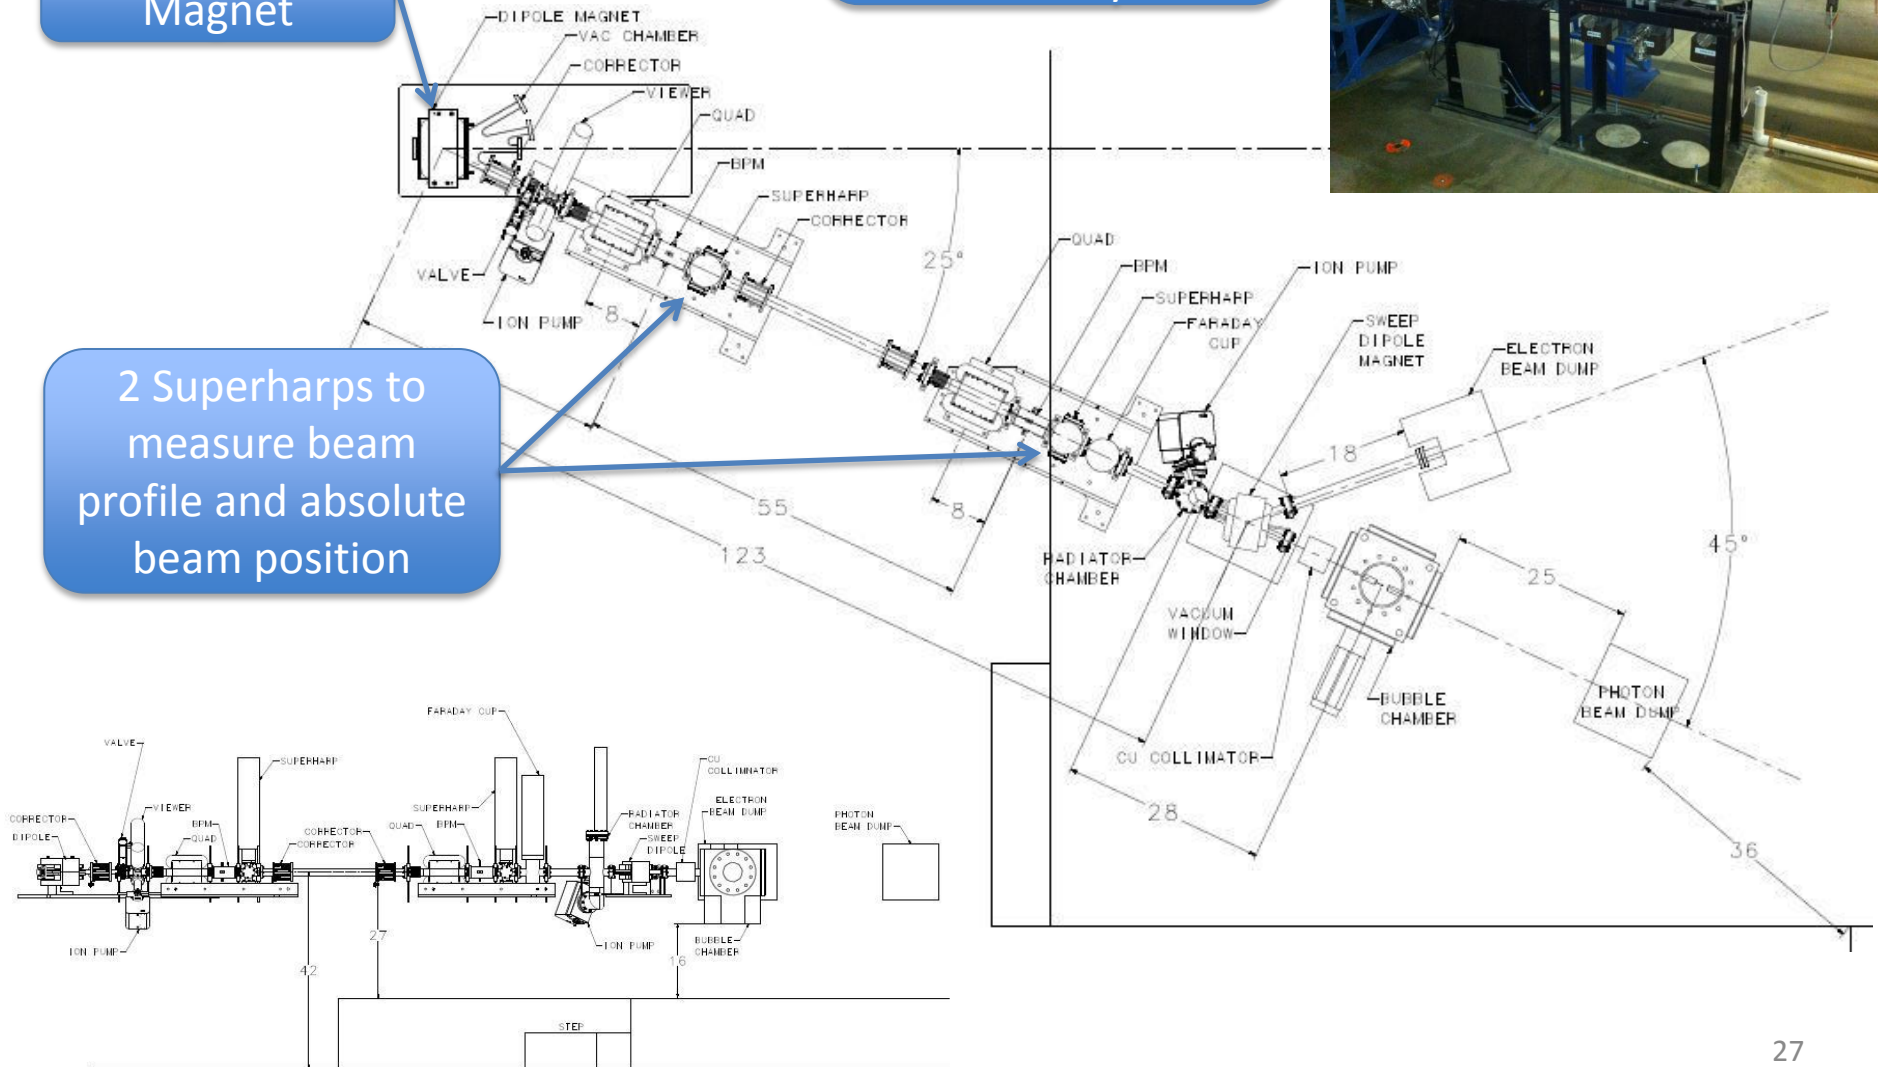 Magnet
DIPOLE MAGNET
VAC CHAMBER
CORRECTOR
VIEWER
QUAD
BPM
SUPERHARP
CORRECTOR
25°
VALVE
ION PUMP
8
QUAD
BPM
ION PUMP
SUPERHARP
FARADAY
CUP
SWEEP
DIPOLE
MAGNET
ELECTRON
BEAM DUMP
2 Superharps to
measure beam
profile and absolute
beam position
18
55
8
123
45°
25
RADIATOR
CHAMBER
VACUUM
WINDOW
PHOTON
BEAM DUMP
BUBBLE
CHAMBER
CU COLLIMATOR
28
36
FARADAY CUP
VALVE
SUPERHARP
CU
COLLIMNATOR
ELECTRON
BEAM DUMP
VIEWER
CORRECTOR
DIPOLE
BPM
QUAD
CORRECTOR
CORRECTOR
SUPERHARP
QUAD
BPM
RADIATOR
CHAMBER
SWEEP
DIPOLE
PHOTON
BEAM DUMP
ION PUMP
27
42
ION PUMP
BUBBLE
CHAMBER
16
STEP
27